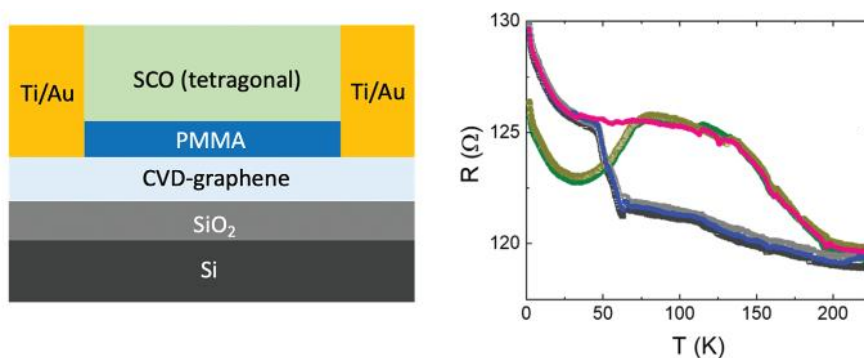 SCO (tetragonal)
Ti/Au
Ti/Au
PMMA
CVD-graphene
SiO₂
Si
130
125
120
R (Ω)
0
50
100
150
200
T (K)